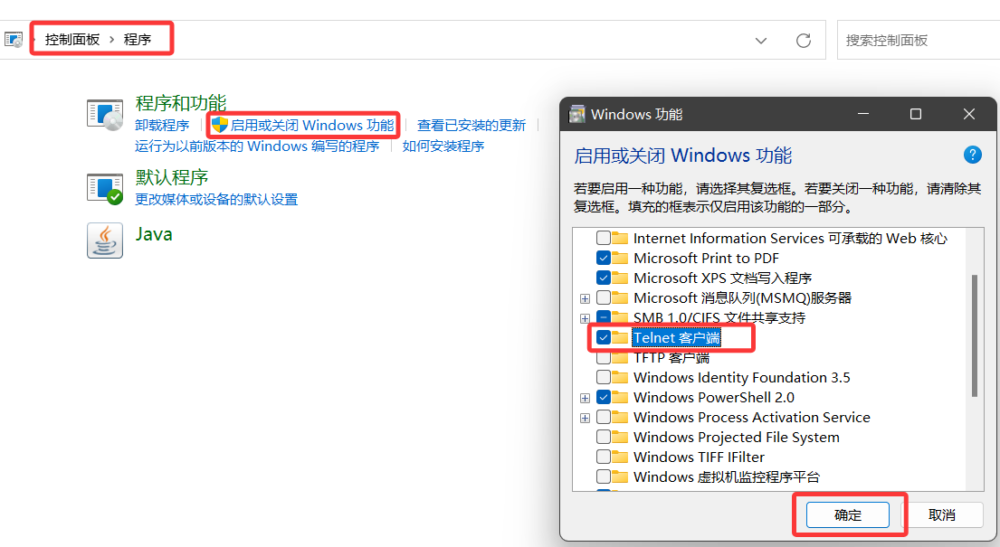 控制面板 › 程序
搜索控制面板
程序和功能
卸载程序
启用或关闭 Windows 功能
查看已安装的更新
运行为以前版本的 Windows 编写的程序
如何安装程序
默认程序
更改媒体或设备的默认设置
Java
Windows 功能
启用或关闭 Windows 功能
若要启用一种功能，请选择其复选框。若要关闭一种功能，请清除其
复选框。填充的框表示仅启用该功能的一部分。
Internet Information Services 可承载的 Web 核心
Microsoft Print to PDF
Microsoft XPS 文档写入程序
Microsoft 消息队列(MSMQ)服务器
SMB 1.0/CIFS 文件共享支持
Telnet 客户端
TFTP 客户端
Windows Identity Foundation 3.5
Windows PowerShell 2.0
Windows Process Activation Service
Windows Projected File System
Windows TIFF IFilter
Windows 虚拟机监控程序平台
确定
取消